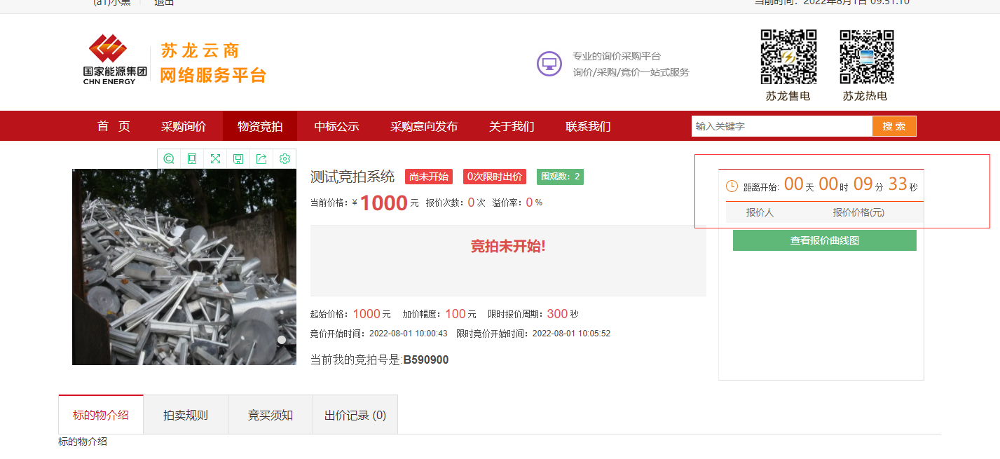 (a1)小黑 退出 当前时间：2022年8月1日 09:51:10
苏龙云商
网络服务平台
国家能源集团
CHN ENERGY
专业的询价采购平台
询价/采购/竞价一站式服务
苏龙售电 苏龙热电
首 页 采购询价 物资竞拍 中标公示 采购意向发布 关于我们 联系我们 输入关键字 搜 索
测试竞拍系统 尚未开始 0次限时出价 围观数：2
当前价格：¥ 1000 元 报价次数：0 次 溢价率：0 %
竞拍未开始!
起始价格：1000 元 加价幅度：100 元 限时报价周期：300 秒
竞价开始时间：2022-08-01 10:00:43 限时竞价开始时间：2022-08-01 10:05:52
当前我的竞拍号是:B590900
距离开始: 00 天 00 时 09 分 33 秒
报价人 报价价格(元)
查看报价曲线图
标的物介绍 拍卖规则 竞买须知 出价记录 (0)
标的物介绍